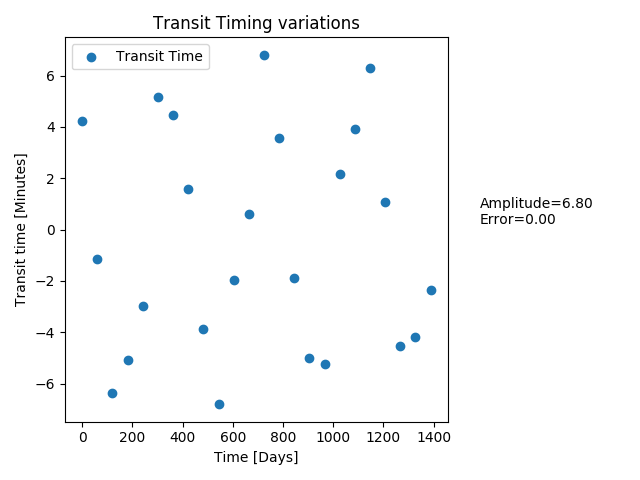 Transit Timing variations
Transit Time
6
4
2
0
−2
−4
−6
Transit time [Minutes]
Amplitude=6.80
Error=0.00
0 200 400 600 800 1000 1200 1400
Time [Days]